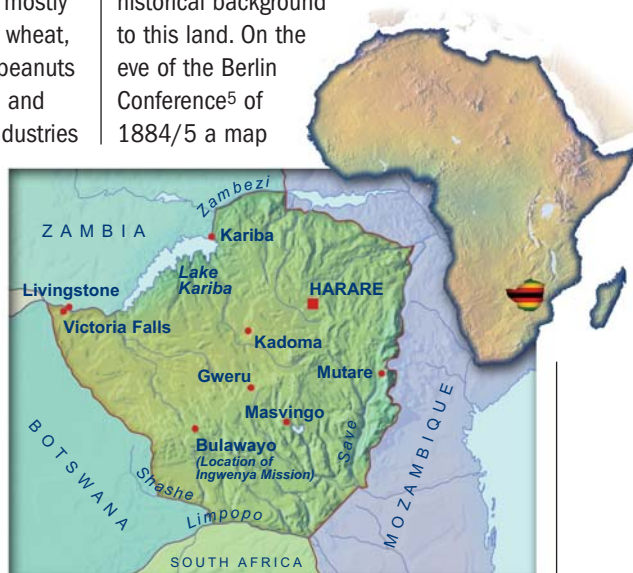 mostly
wheat,
peanuts
and
dustries
historical background
to this land. On the
eve of the Berlin
Conference5 of
1884/5 a map
Zambezi
ZAMBIA
Kariba
Lake
Kariba
Livingstone
HARARE
Victoria Falls
Kadoma
Gweru
Mutare
Masvingo
Bulawayo
(Location of
Ingwenya Mission)
Save
BOTSWANA
Shashe
Limpopo
MOZAMBIQUE
SOUTH AFRICA